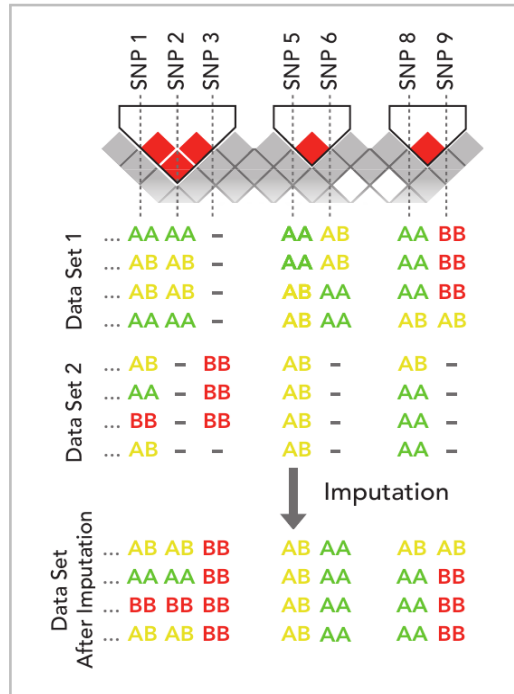 SNP 1 SNP 2 SNP 3 SNP 5 SNP 6 SNP 8 SNP 9
Data Set 1
... AA AA – AA AB AA BB
... AB AB – AA AB AA BB
... AB AB – AB AA AA BB
... AA AA – AB AA AB AB
Data Set 2
... AB – BB AB – AB –
... AA – BB AB – AA –
... BB – BB AB – AA –
... AB – – AB – AA –
Imputation
Data Set
After Imputation
... AB AB BB AB AA AB AB
... AA AA BB AB AA AA BB
... BB BB BB AB AA AA BB
... AB AB BB AB AA AA BB